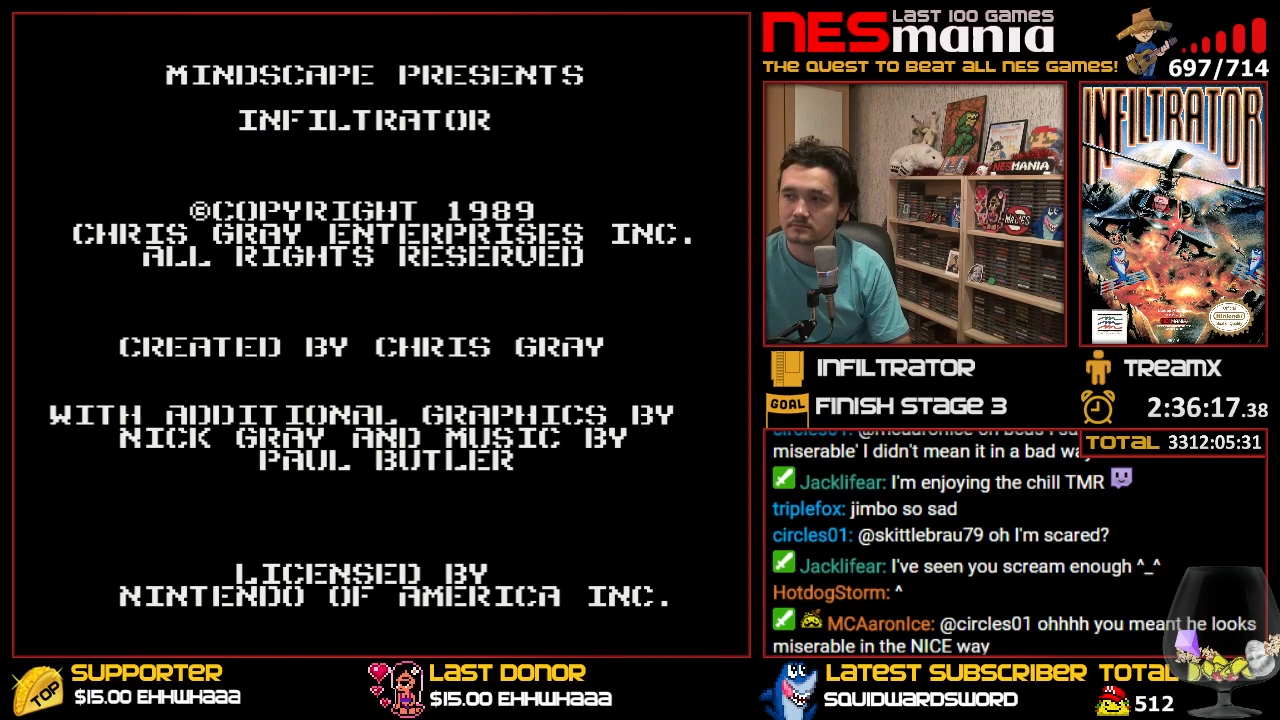 MINDSCAPE PRESENTS
INFILTRATOR
©COPYRIGHT 1989
CHRIS GRAY ENTERPRISES INC.
ALL RIGHTS RESERVED
CREATED BY CHRIS GRAY
WITH ADDITIONAL GRAPHICS BY
NICK GRAY AND MUSIC BY
PAUL BUTLER
LICENSED BY
NINTENDO OF AMERICA INC.
NESmania
LAST 100 GAMES
THE QUEST TO BEAT ALL NES GAMES!
697/714
NESMANIA
INFILTRATOR
INFILTRATOR
TREAMX
GOAL
FINISH STAGE 3
2:36:17.38
TOTAL 3312:05:31
miserable' I didn't mean it in a bad way
Jacklifear: I'm enjoying the chill TMR
triplefox: jimbo so sad
circles01: @skittlebrau79 oh I'm scared?
Jacklifear: I've seen you scream enough ^_^
HotdogStorm: ^
MCAaronIce: @circles01 ohhhh you meant he looks
miserable in the NICE way
TOP
SUPPORTER
$15.00 EHHWHAAA
LAST DONOR
$15.00 EHHWHAAA
LATEST SUBSCRIBER
SQUIDWARDSWORD
TOTAL
512